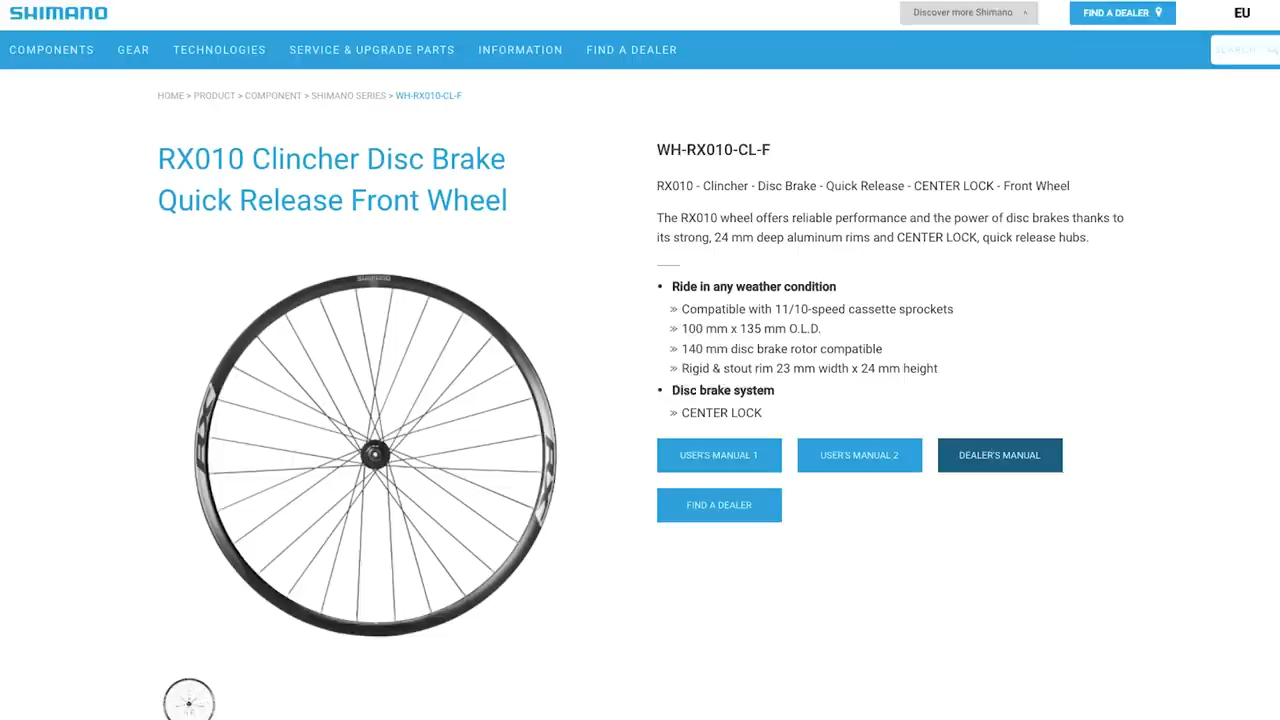 SHIMANO
Discover more Shimano
FIND A DEALER
EU
COMPONENTS GEAR TECHNOLOGIES SERVICE & UPGRADE PARTS INFORMATION FIND A DEALER
SEARCH
HOME > PRODUCT > COMPONENT > SHIMANO SERIES > WH-RX010-CL-F
RX010 Clincher Disc Brake
Quick Release Front Wheel
SHIMANO
RX
RX
WH-RX010-CL-F
RX010 - Clincher - Disc Brake - Quick Release - CENTER LOCK - Front Wheel
The RX010 wheel offers reliable performance and the power of disc brakes thanks to
its strong, 24 mm deep aluminum rims and CENTER LOCK, quick release hubs.
• Ride in any weather condition
» Compatible with 11/10-speed cassette sprockets
» 100 mm x 135 mm O.L.D.
» 140 mm disc brake rotor compatible
» Rigid & stout rim 23 mm width x 24 mm height
• Disc brake system
» CENTER LOCK
USER'S MANUAL 1
USER'S MANUAL 2
DEALER'S MANUAL
FIND A DEALER